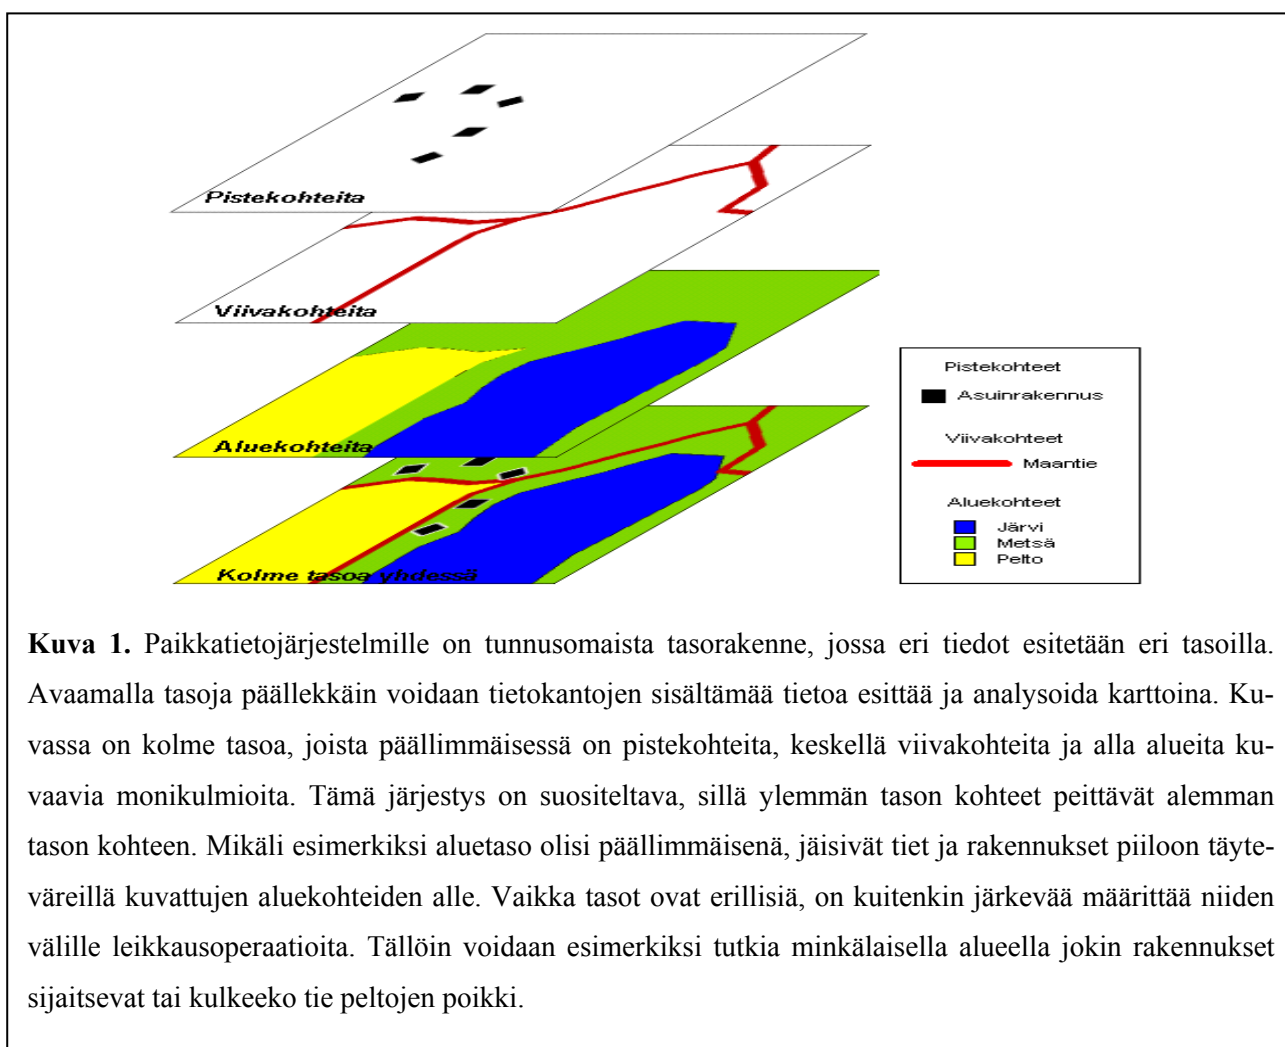 Pistekohteita
Viivakohteita
Aluekohteita
Kolme tasoa yhdessä
Pistekohteet
Asuinrakennus
Viivakohteet
Maantie
Aluekohteet
Järvi
Metsä
Pelto
Kuva 1. Paikkatietojärjestelmille on tunnusomaista tasorakenne, jossa eri tiedot esitetään eri tasoilla.
Avaamalla tasoja päällekkäin voidaan tietokantojen sisältämää tietoa esittää ja analysoida karttoina. Ku-
vassa on kolme tasoa, joista päällimmäisessä on pistekohteita, keskellä viivakohteita ja alla alueita ku-
vaavia monikulmioita. Tämä järjestys on suositeltava, sillä ylemmän tason kohteet peittävät alemman
tason kohteen. Mikäli esimerkiksi aluetaso olisi päällimmäisenä, jäisivät tiet ja rakennukset piiloon täyte-
väreillä kuvattujen aluekohteiden alle. Vaikka tasot ovat erillisiä, on kuitenkin järkevää määrittää niiden
välille leikkausoperaatioita. Tällöin voidaan esimerkiksi tutkia minkälaisella alueella jokin rakennukset
sijaitsevat tai kulkeeko tie peltojen poikki.